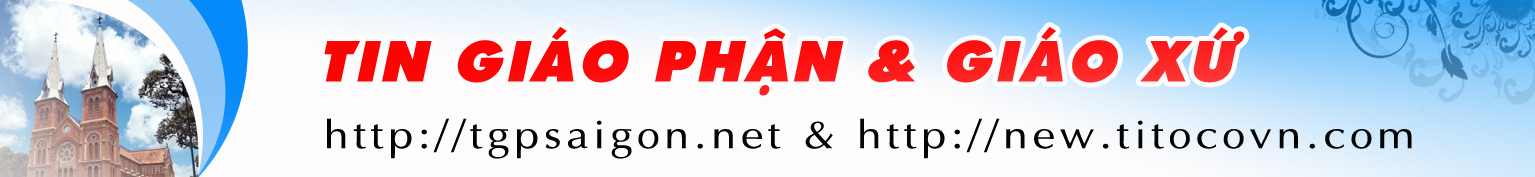 TIN GIÁO PHẬN & GIÁO XỨ
http://tgpsaigon.net & http://new.titocovn.com